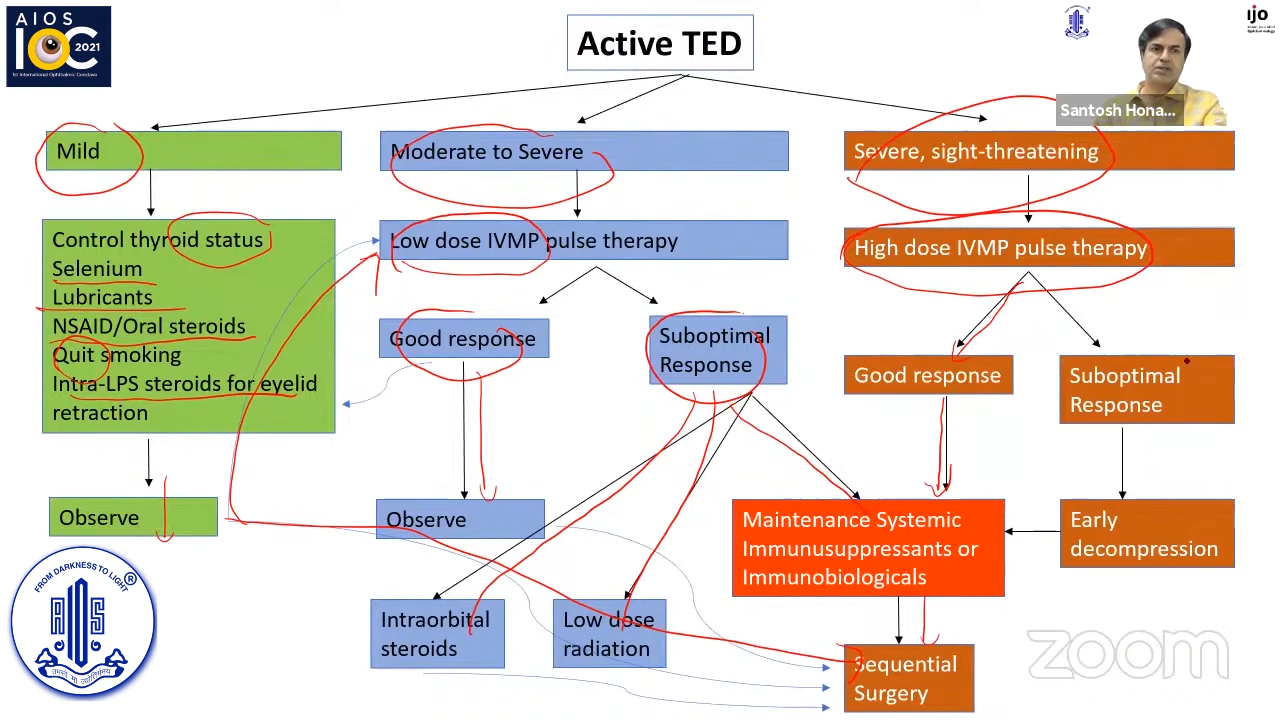 AIOS
IOC
2021
Active TED
ijo
Santosh Hona...
Mild
Moderate to Severe
Severe, sight-threatening
Control thyroid status
Selenium
Lubricants
NSAID/Oral steroids
Quit smoking
Intra-LPS steroids for eyelid
retraction
Low dose IVMP pulse therapy
High dose IVMP pulse therapy
Good response
Suboptimal
Response
Good response
Suboptimal
Response
Observe
Observe
Maintenance Systemic
Immunusuppressants or
Immunobiologicals
Early
decompression
Intraorbital
steroids
Low dose
radiation
Sequential
Surgery
FROM DARKNESS TO LIGHT
®
AIOS
zoom